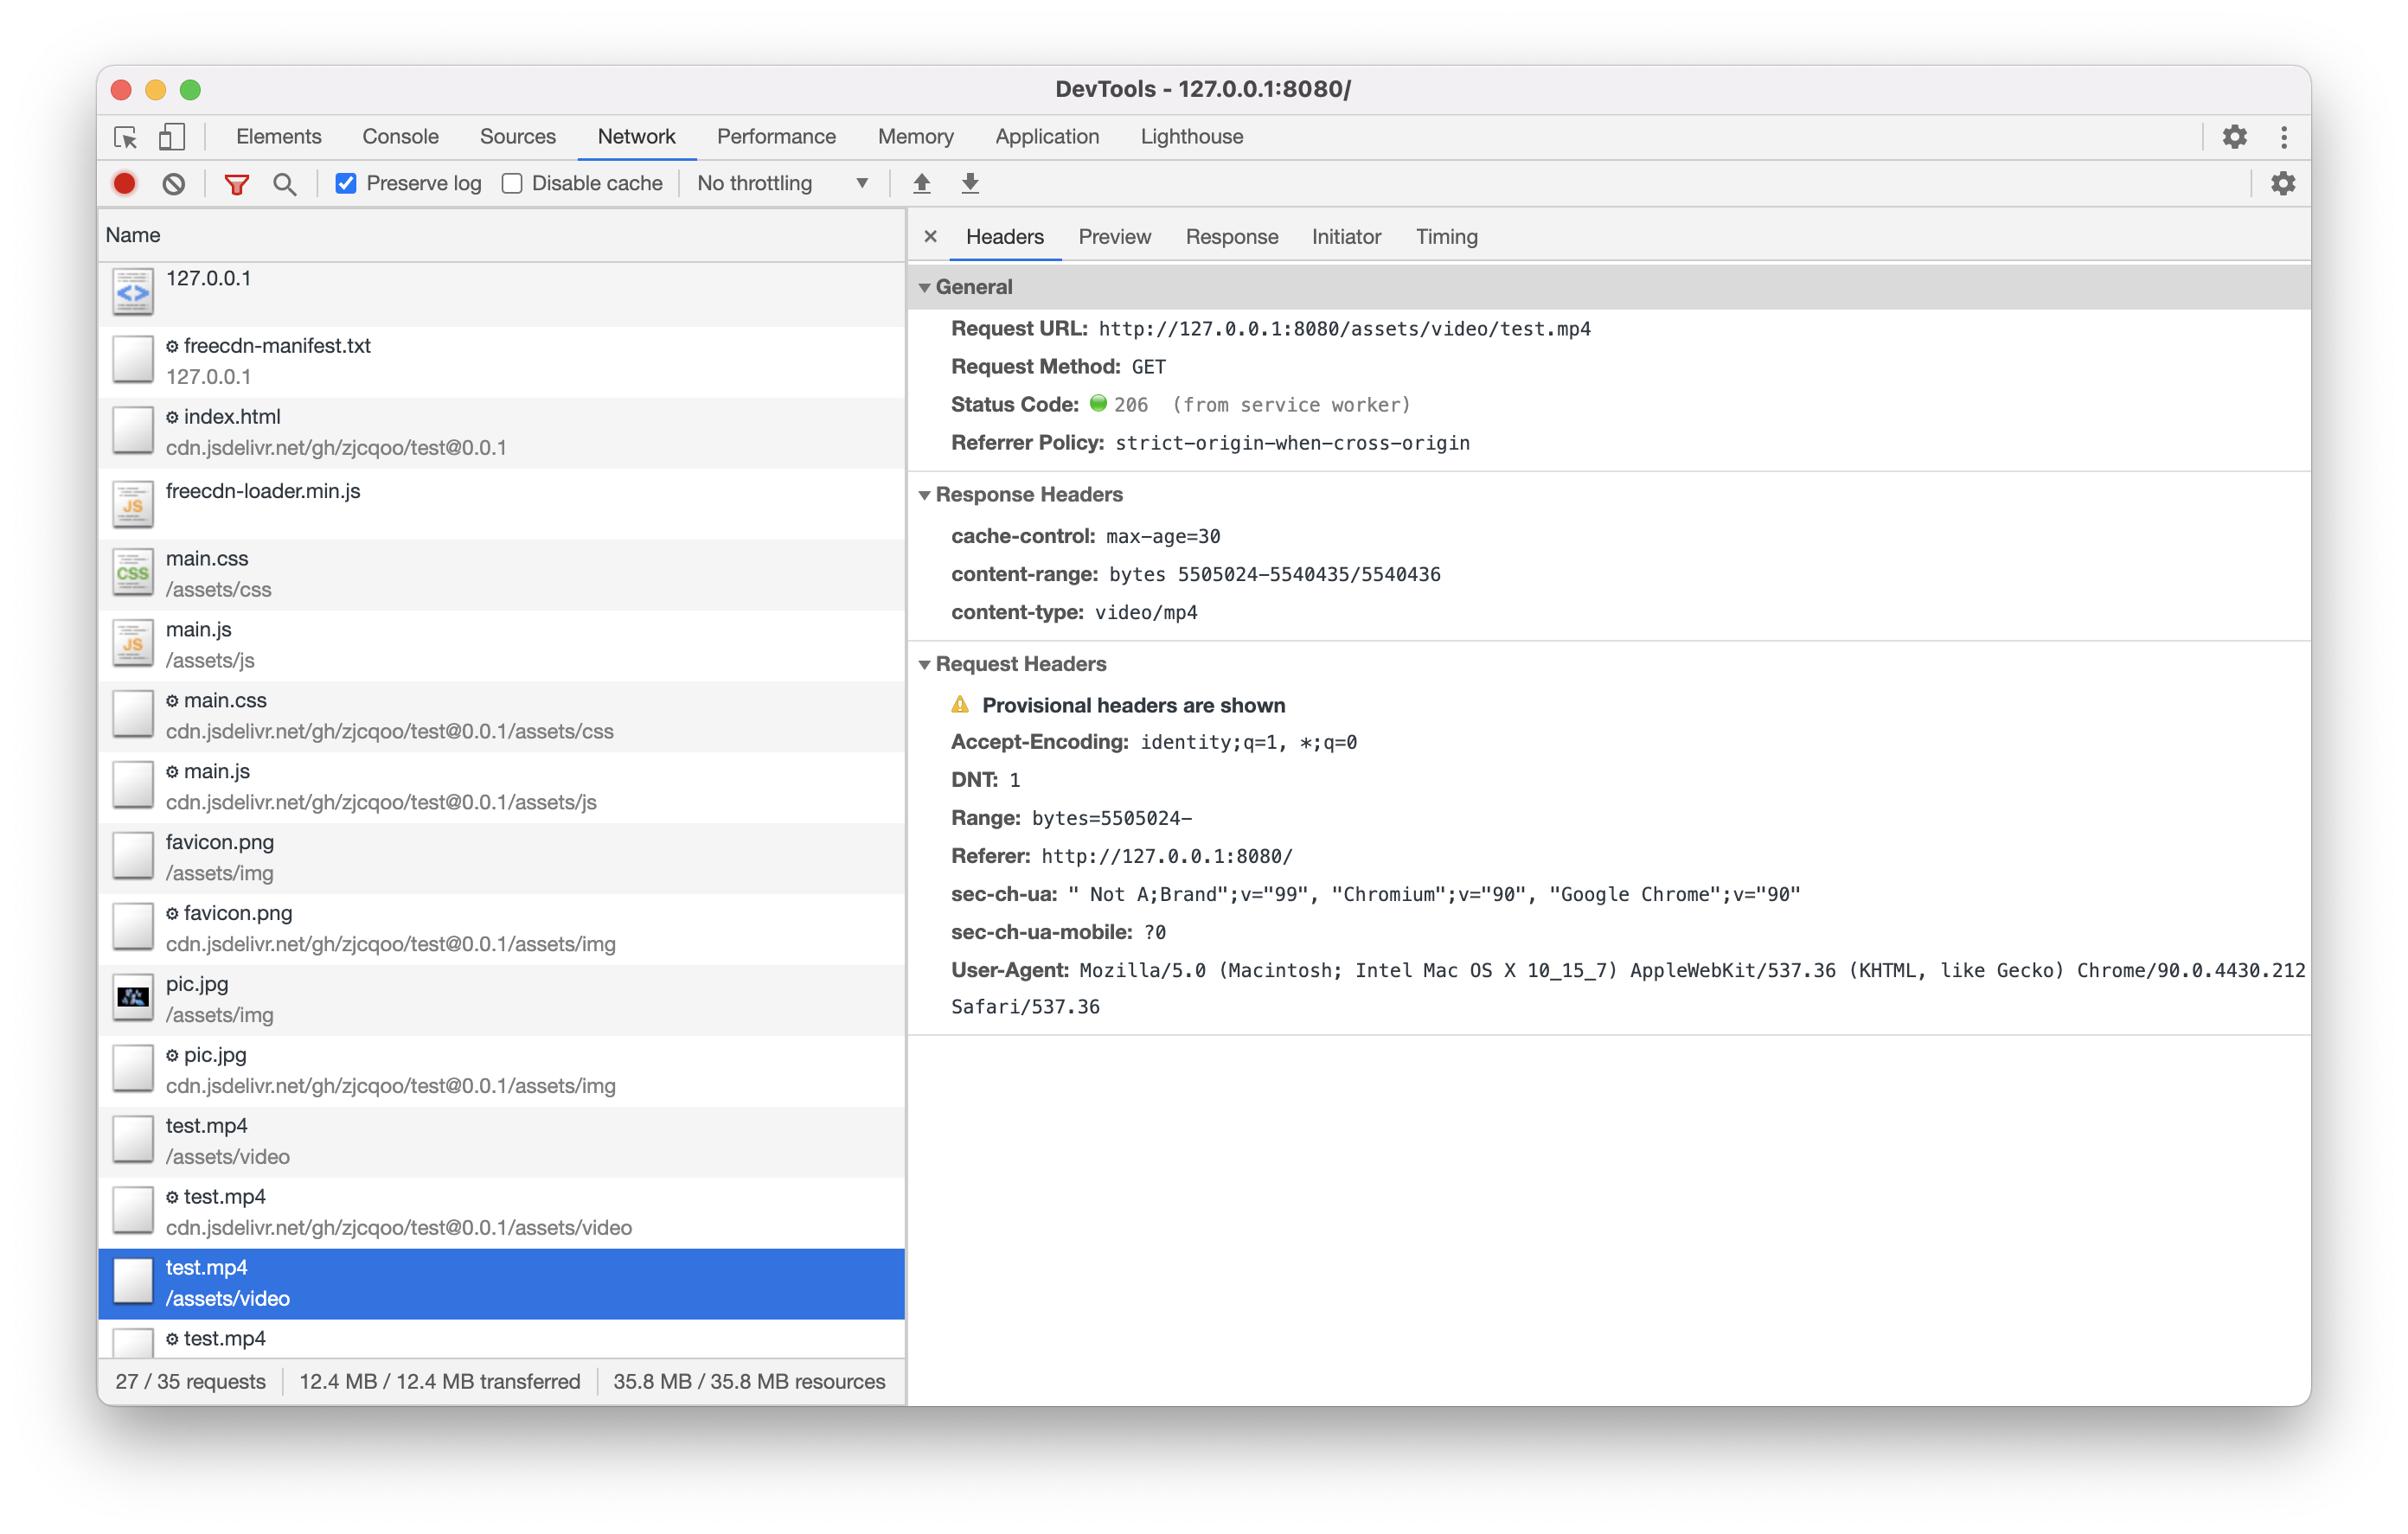 DevTools - 127.0.0.1:8080/
Elements Console Sources Network Performance Memory Application Lighthouse
Preserve log Disable cache No throttling
Name
127.0.0.1
freecdn-manifest.txt
127.0.0.1
index.html
cdn.jsdelivr.net/gh/zjcqoo/test@0.0.1
freecdn-loader.min.js
main.css
/assets/css
main.js
/assets/js
main.css
cdn.jsdelivr.net/gh/zjcqoo/test@0.0.1/assets/css
main.js
cdn.jsdelivr.net/gh/zjcqoo/test@0.0.1/assets/js
favicon.png
/assets/img
favicon.png
cdn.jsdelivr.net/gh/zjcqoo/test@0.0.1/assets/img
pic.jpg
/assets/img
pic.jpg
cdn.jsdelivr.net/gh/zjcqoo/test@0.0.1/assets/img
test.mp4
/assets/video
test.mp4
cdn.jsdelivr.net/gh/zjcqoo/test@0.0.1/assets/video
test.mp4
/assets/video
test.mp4
27 / 35 requests 12.4 MB / 12.4 MB transferred 35.8 MB / 35.8 MB resources
× Headers Preview Response Initiator Timing
General
Request URL: http://127.0.0.1:8080/assets/video/test.mp4
Request Method: GET
Status Code: 206 (from service worker)
Referrer Policy: strict-origin-when-cross-origin
Response Headers
cache-control: max-age=30
content-range: bytes 5505024-5540435/5540436
content-type: video/mp4
Request Headers
Provisional headers are shown
Accept-Encoding: identity;q=1, *;q=0
DNT: 1
Range: bytes=5505024-
Referer: http://127.0.0.1:8080/
sec-ch-ua: " Not A;Brand";v="99", "Chromium";v="90", "Google Chrome";v="90"
sec-ch-ua-mobile: ?0
User-Agent: Mozilla/5.0 (Macintosh; Intel Mac OS X 10_15_7) AppleWebKit/537.36 (KHTML, like Gecko) Chrome/90.0.4430.212
Safari/537.36